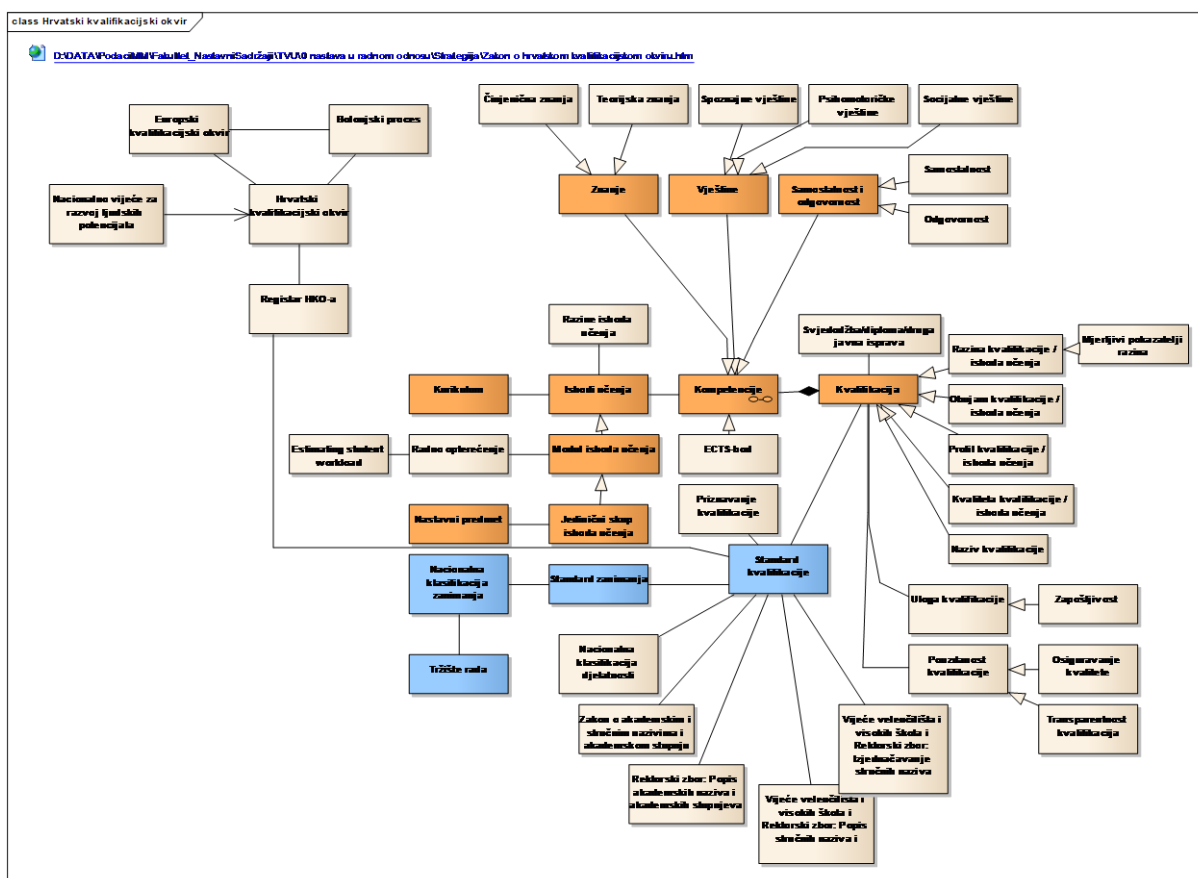 class Hrvatski kvalifikacijski okvir
D:\DATA\PodaciMM\Fakultet_NastavniSadržaji\TVU\0 nastava u radnom odnosu\Strategija\Zakon o hrvatskom kvalifikacijskom okviru.htm
Činjenična znanja
Teorijska znanja
Spoznajne vještine
Psihomotoričke
vještine
Socijalne vještine
Europski
kvalifikacijski okvir
Bolonjski proces
Samostalnost
Nacionalno vijeće za
razvoj ljudskih
potencijala
Hrvatski
kvalifikacijski okvir
Znanje
Vještine
Samostalnost i
odgovornost
Odgovornost
Registar HKO-a
Razine ishoda
učenja
Svjedodžba/diploma/druga
javna isprava
Razina kvalifikacije /
ishoda učenja
Mjerljivi pokazatelji
razina
Kurikulum
Ishodi učenja
Kompetencije
Kvalifikacija
Obujam kvalifikacije /
ishoda učenja
Estimating student
workload
Radno opterećenje
Modul ishoda učenja
ECTS-bod
Profil kvalifikacije /
ishoda učenja
Priznavanje
kvalifikacije
Kvaliteta kvalifikacije /
ishoda učenja
Nastavni predmet
Jedinični skup
ishoda učenja
Naziv kvalifikacije
Nacionalna
klasifikacija
zanimanja
Standard zanimanja
Standard
kvalifikacije
Uloga kvalifikacije
Zapošljivost
Tržište rada
Nacionalna
klasifikacija
djelatnosti
Pouzdanost
kvalifikacije
Osiguravanje
kvalitete
Transparentnost
kvalifikacija
Zakon o akademskim i
stručnim nazivima i
akademskom stupnju
Vijeće veleučilišta i
visokih škola i
Rektorski zbor:
Izjednačavanje
stručnih naziva
Rektorski zbor: Popis
akademskih naziva i
akademskih stupnjeva
Vijeće veleučilišta i
visokih škola i
Rektorski zbor: Popis
stručnih naziva i